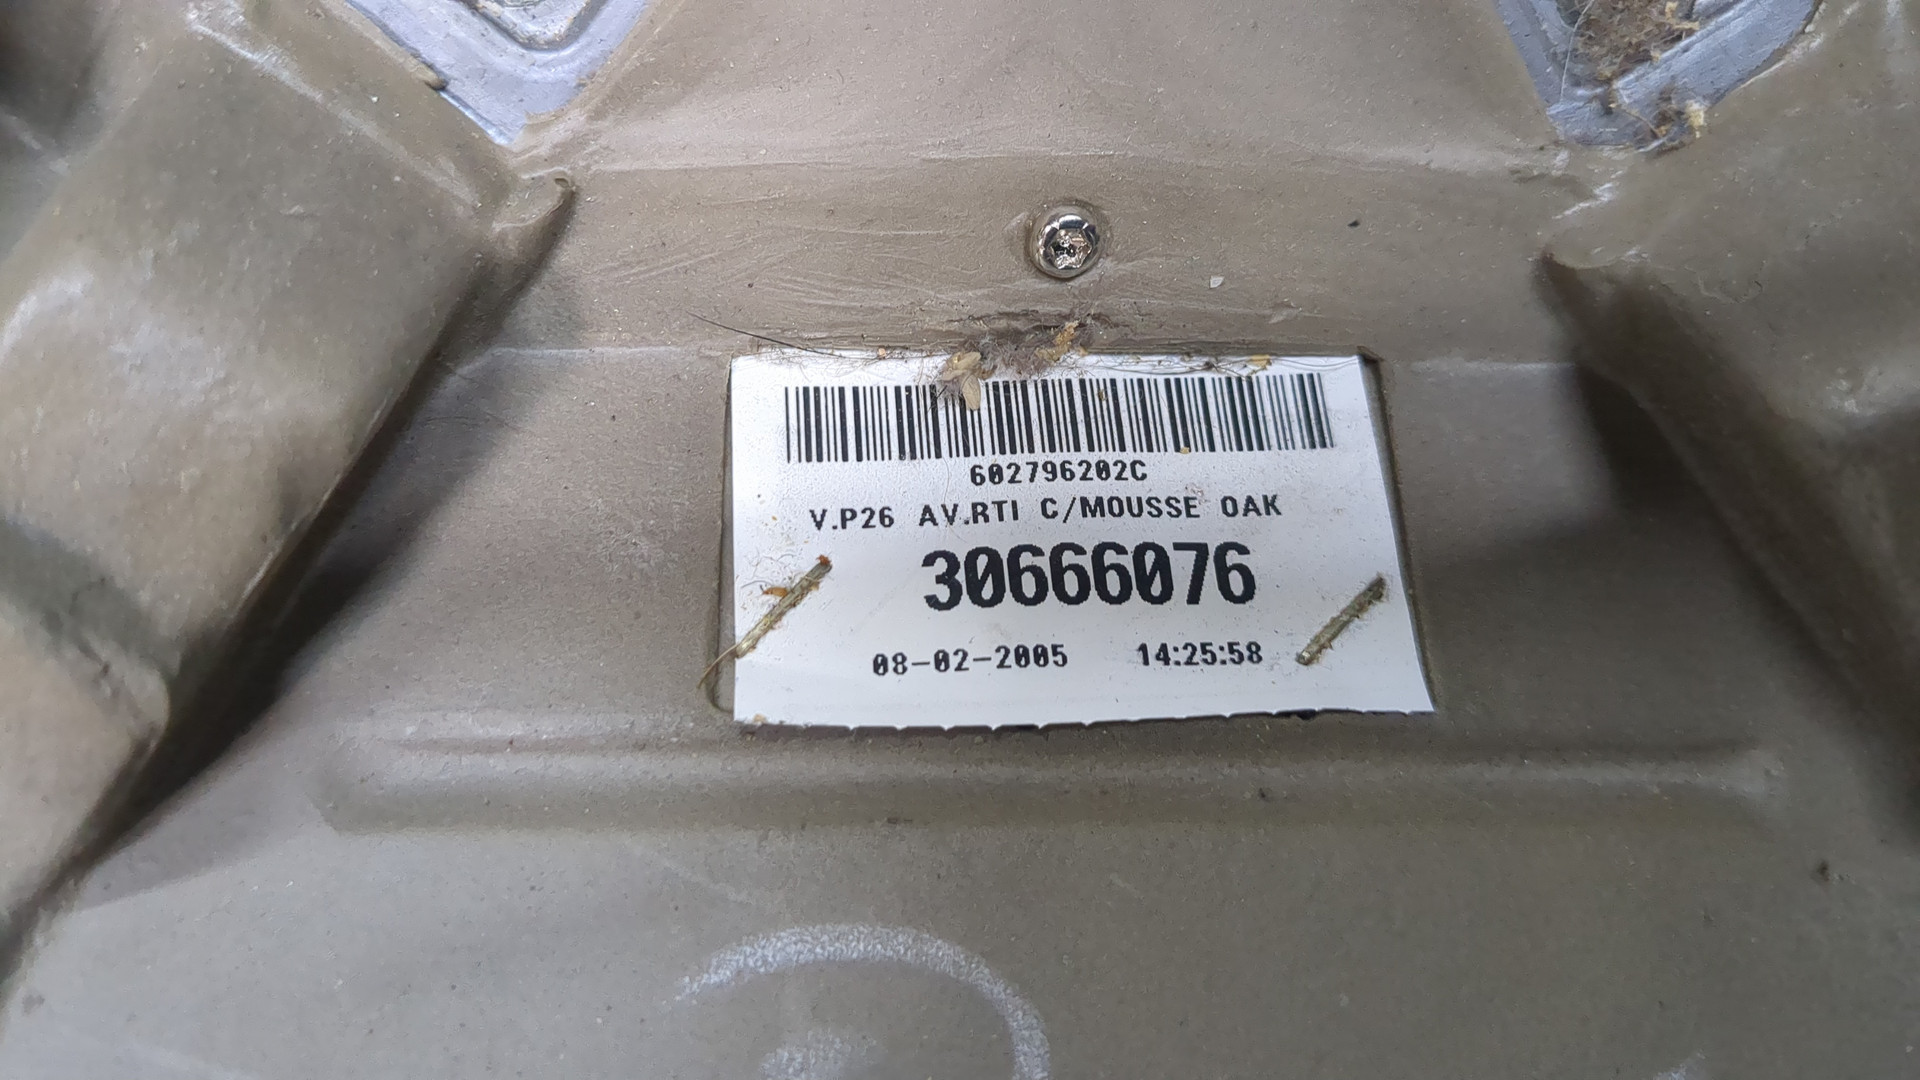 602796202C
V.P26 AV.RTI C/MOUSSE OAK
30666076
08-02-2005 14:25:58